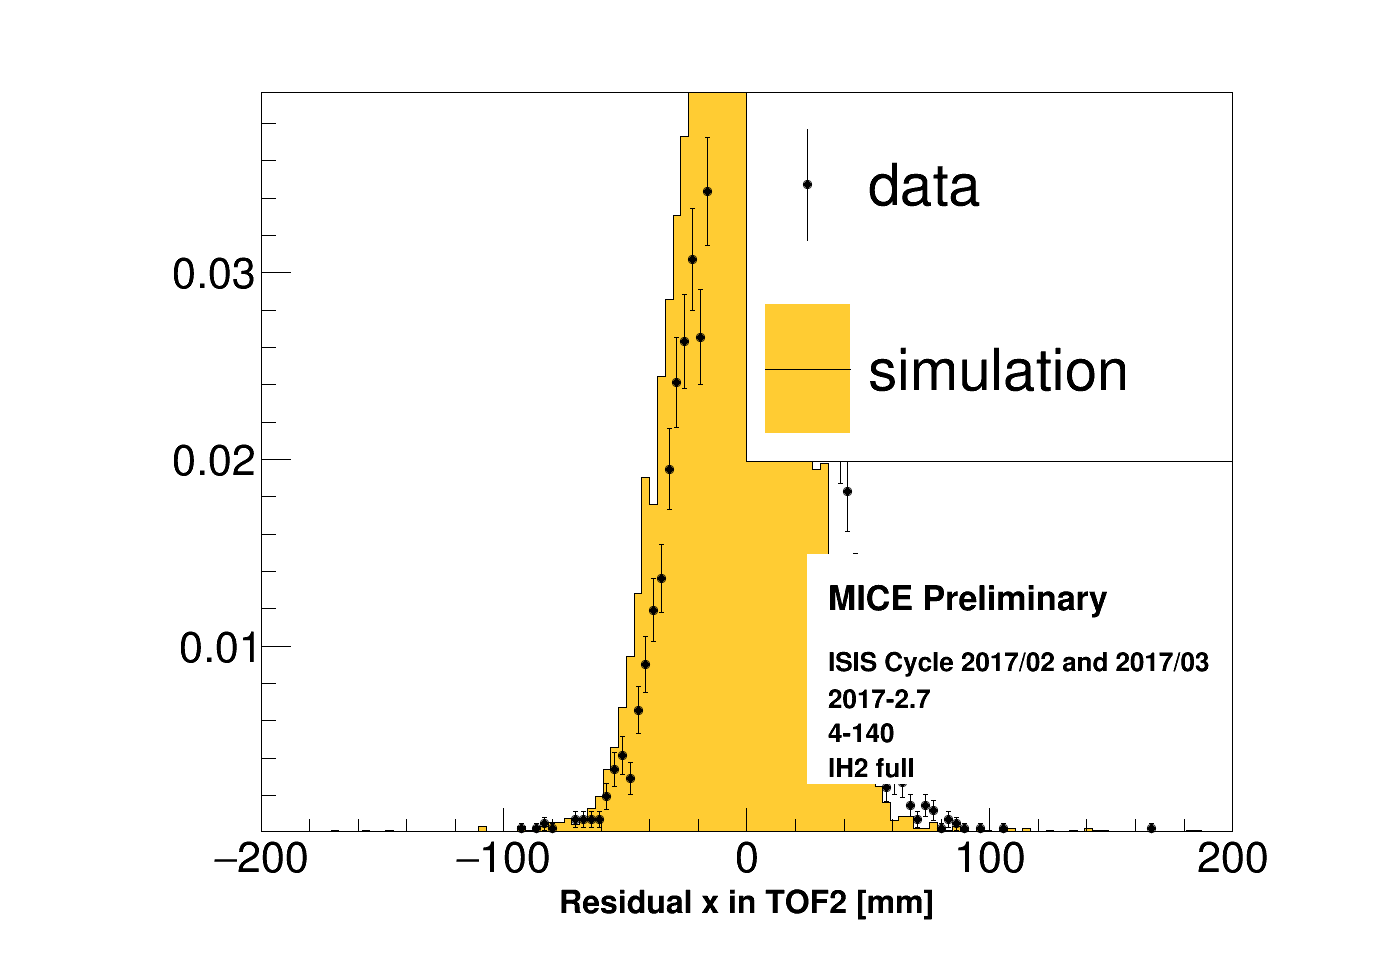 data
simulation
0.03
0.02
0.01
MICE Preliminary
ISIS Cycle 2017/02 and 2017/03
2017-2.7
4-140
IH2 full
−200 −100 0 100 200
Residual x in TOF2 [mm]